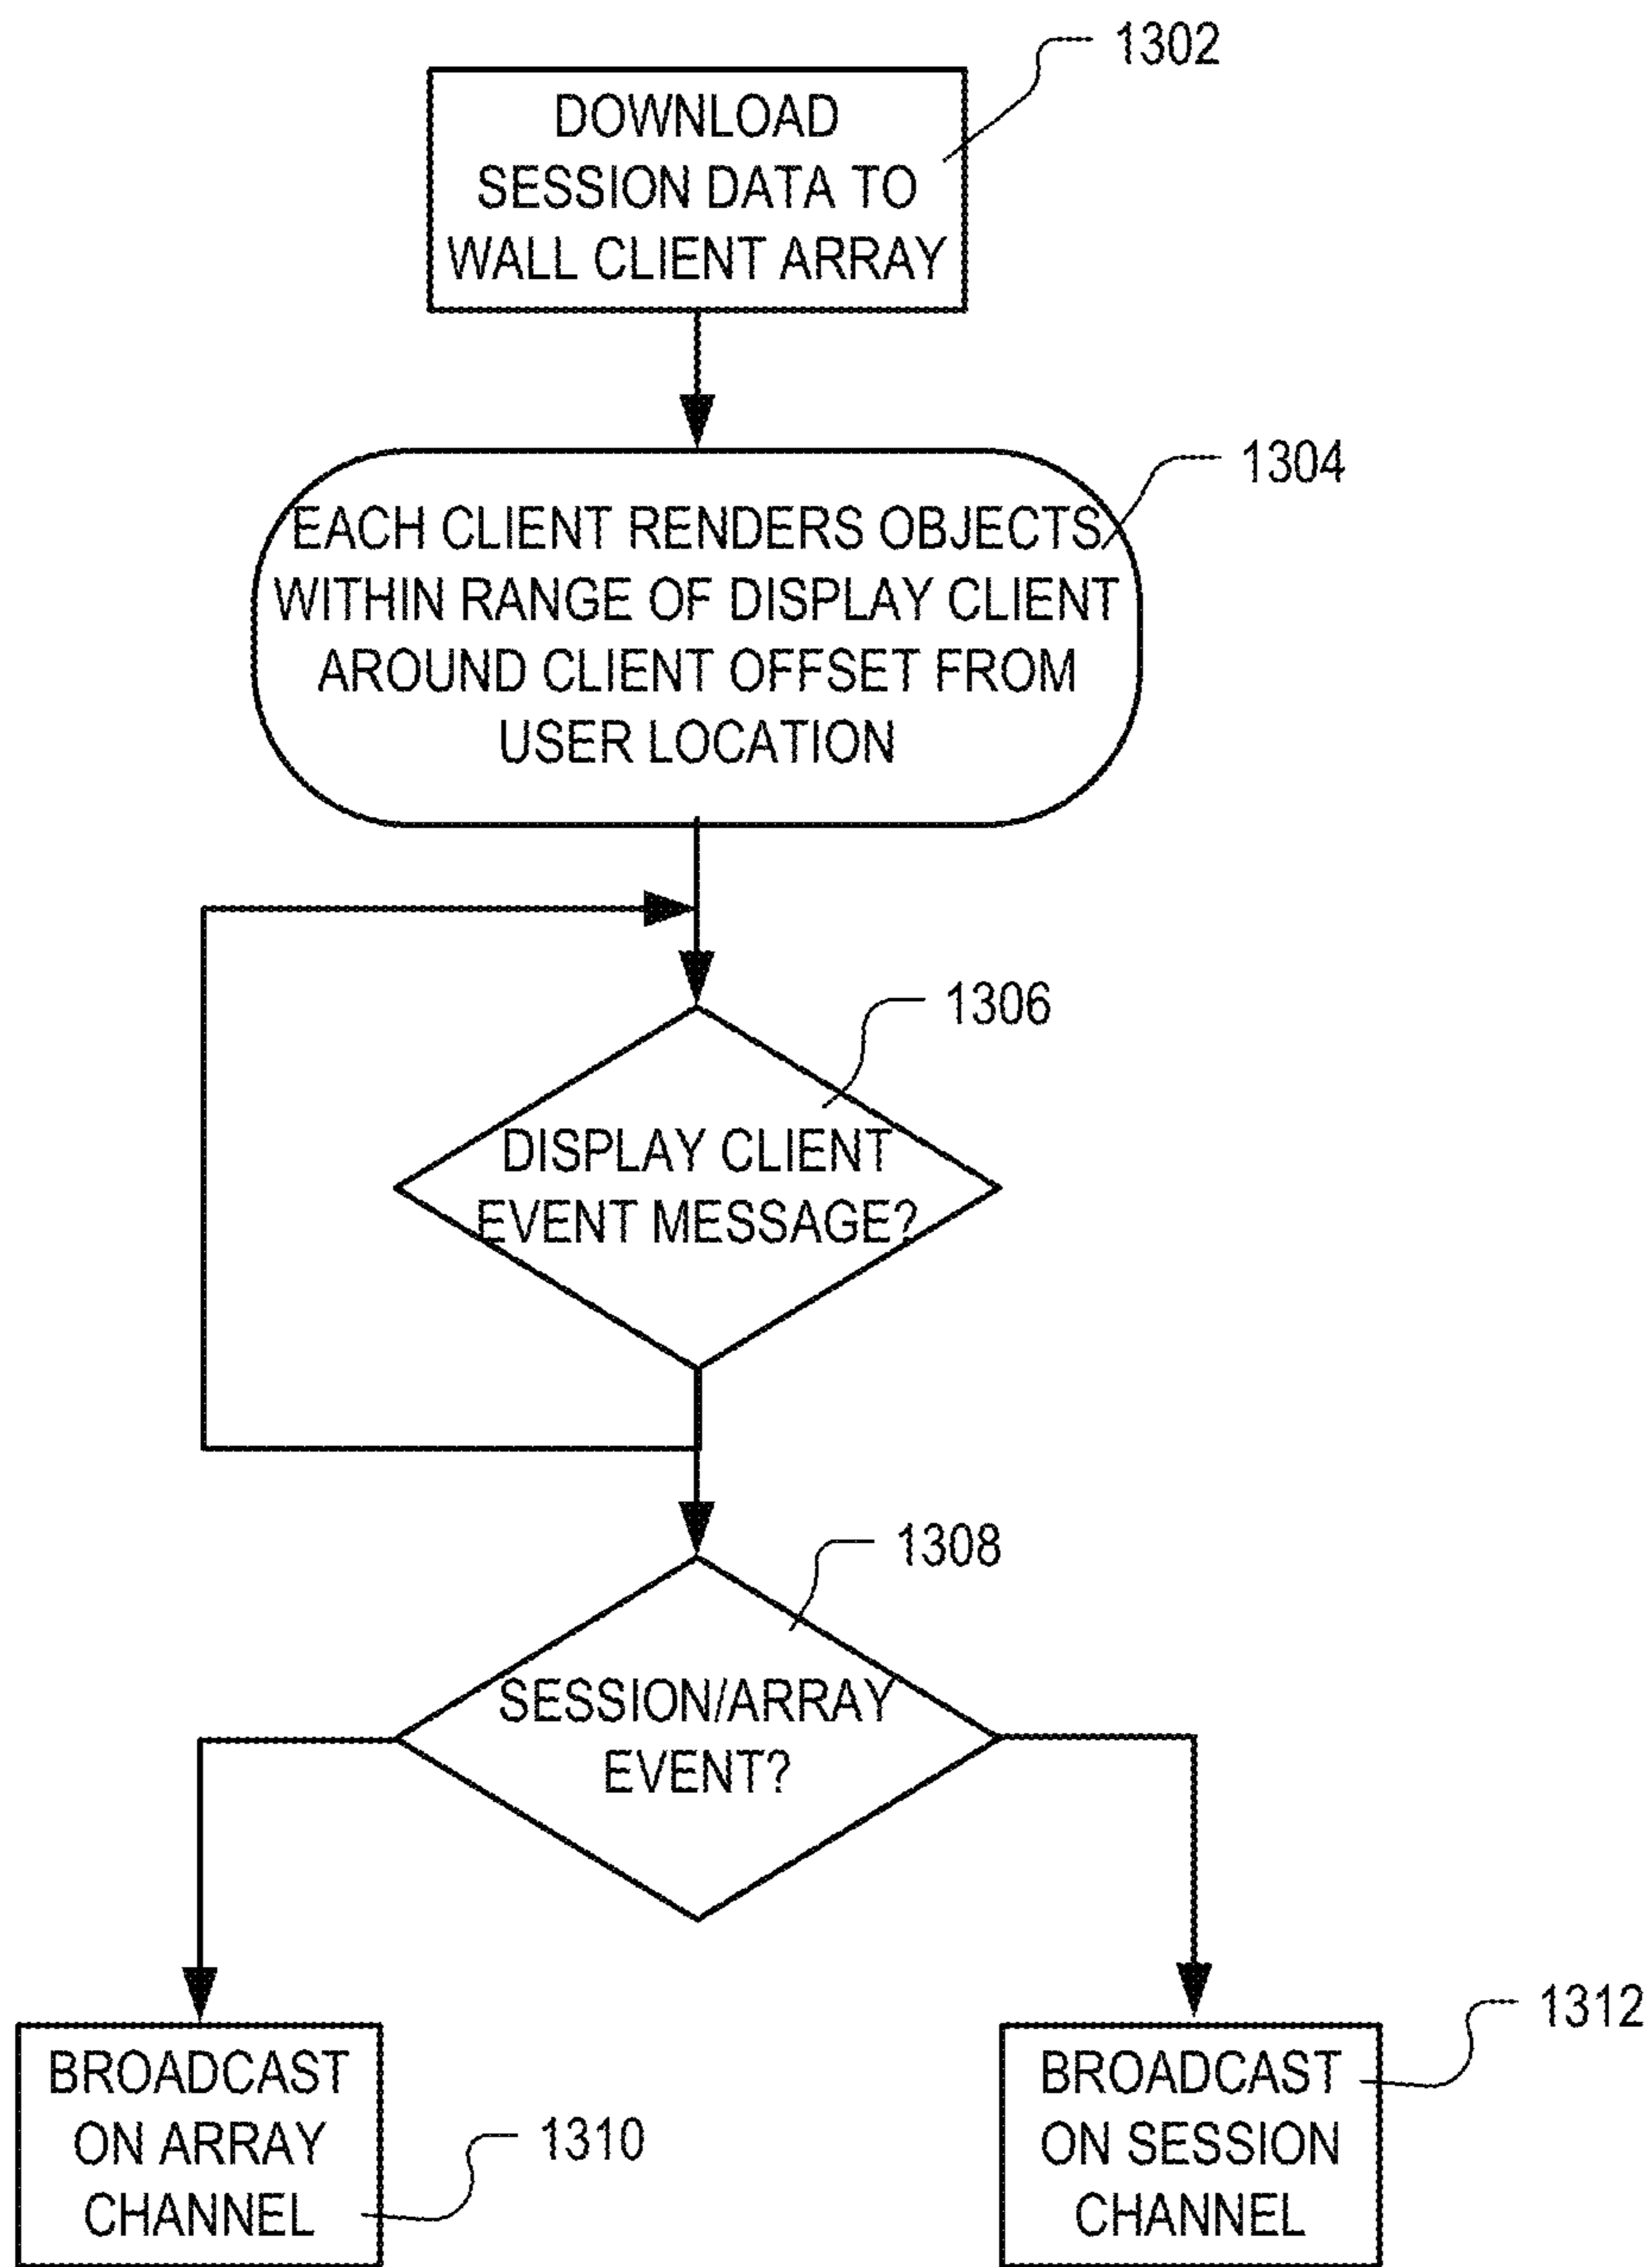 1302
DOWNLOAD
SESSION DATA TO
WALL CLIENT ARRAY
1304
EACH CLIENT RENDERS OBJECTS
WITHIN RANGE OF DISPLAY CLIENT
AROUND CLIENT OFFSET FROM
USER LOCATION
1306
DISPLAY CLIENT
EVENT MESSAGE?
1308
SESSION/ARRAY
EVENT?
BROADCAST
ON ARRAY
CHANNEL
1310
1312
BROADCAST
ON SESSION
CHANNEL